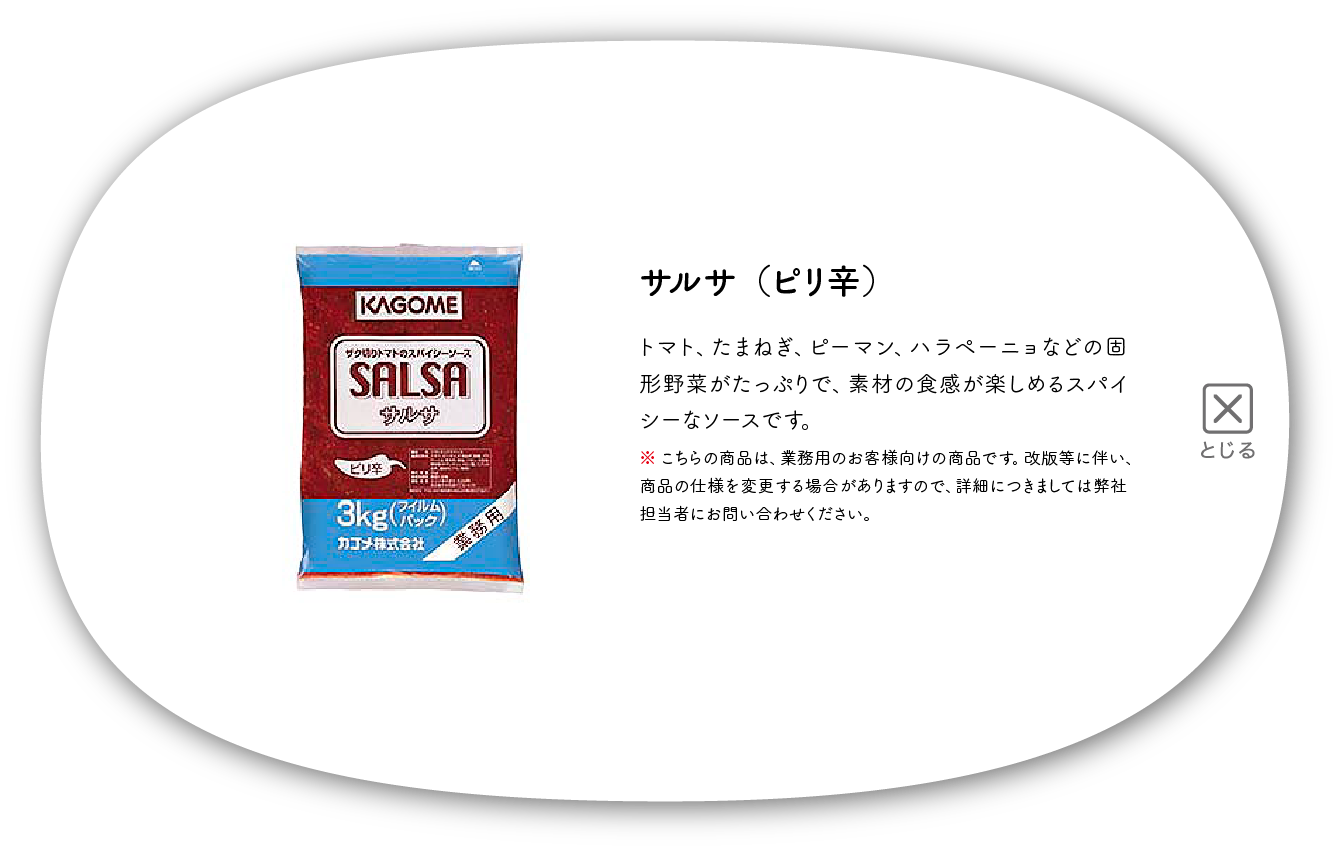 KAGOME
ザク切りトマトのスパイシーソース
SALSA
サルサ
ピリ辛
3kg(フィルムパック)
業務用
カゴメ株式会社
サルサ（ピリ辛）
トマト、たまねぎ、ピーマン、ハラペーニョなどの固
形野菜がたっぷりで、素材の食感が楽しめるスパイ
シーなソースです。
※ こちらの商品は、業務用のお客様向けの商品です。改版等に伴い、
商品の仕様を変更する場合がありますので、詳細につきましては弊社
担当者にお問い合わせください。
とじる